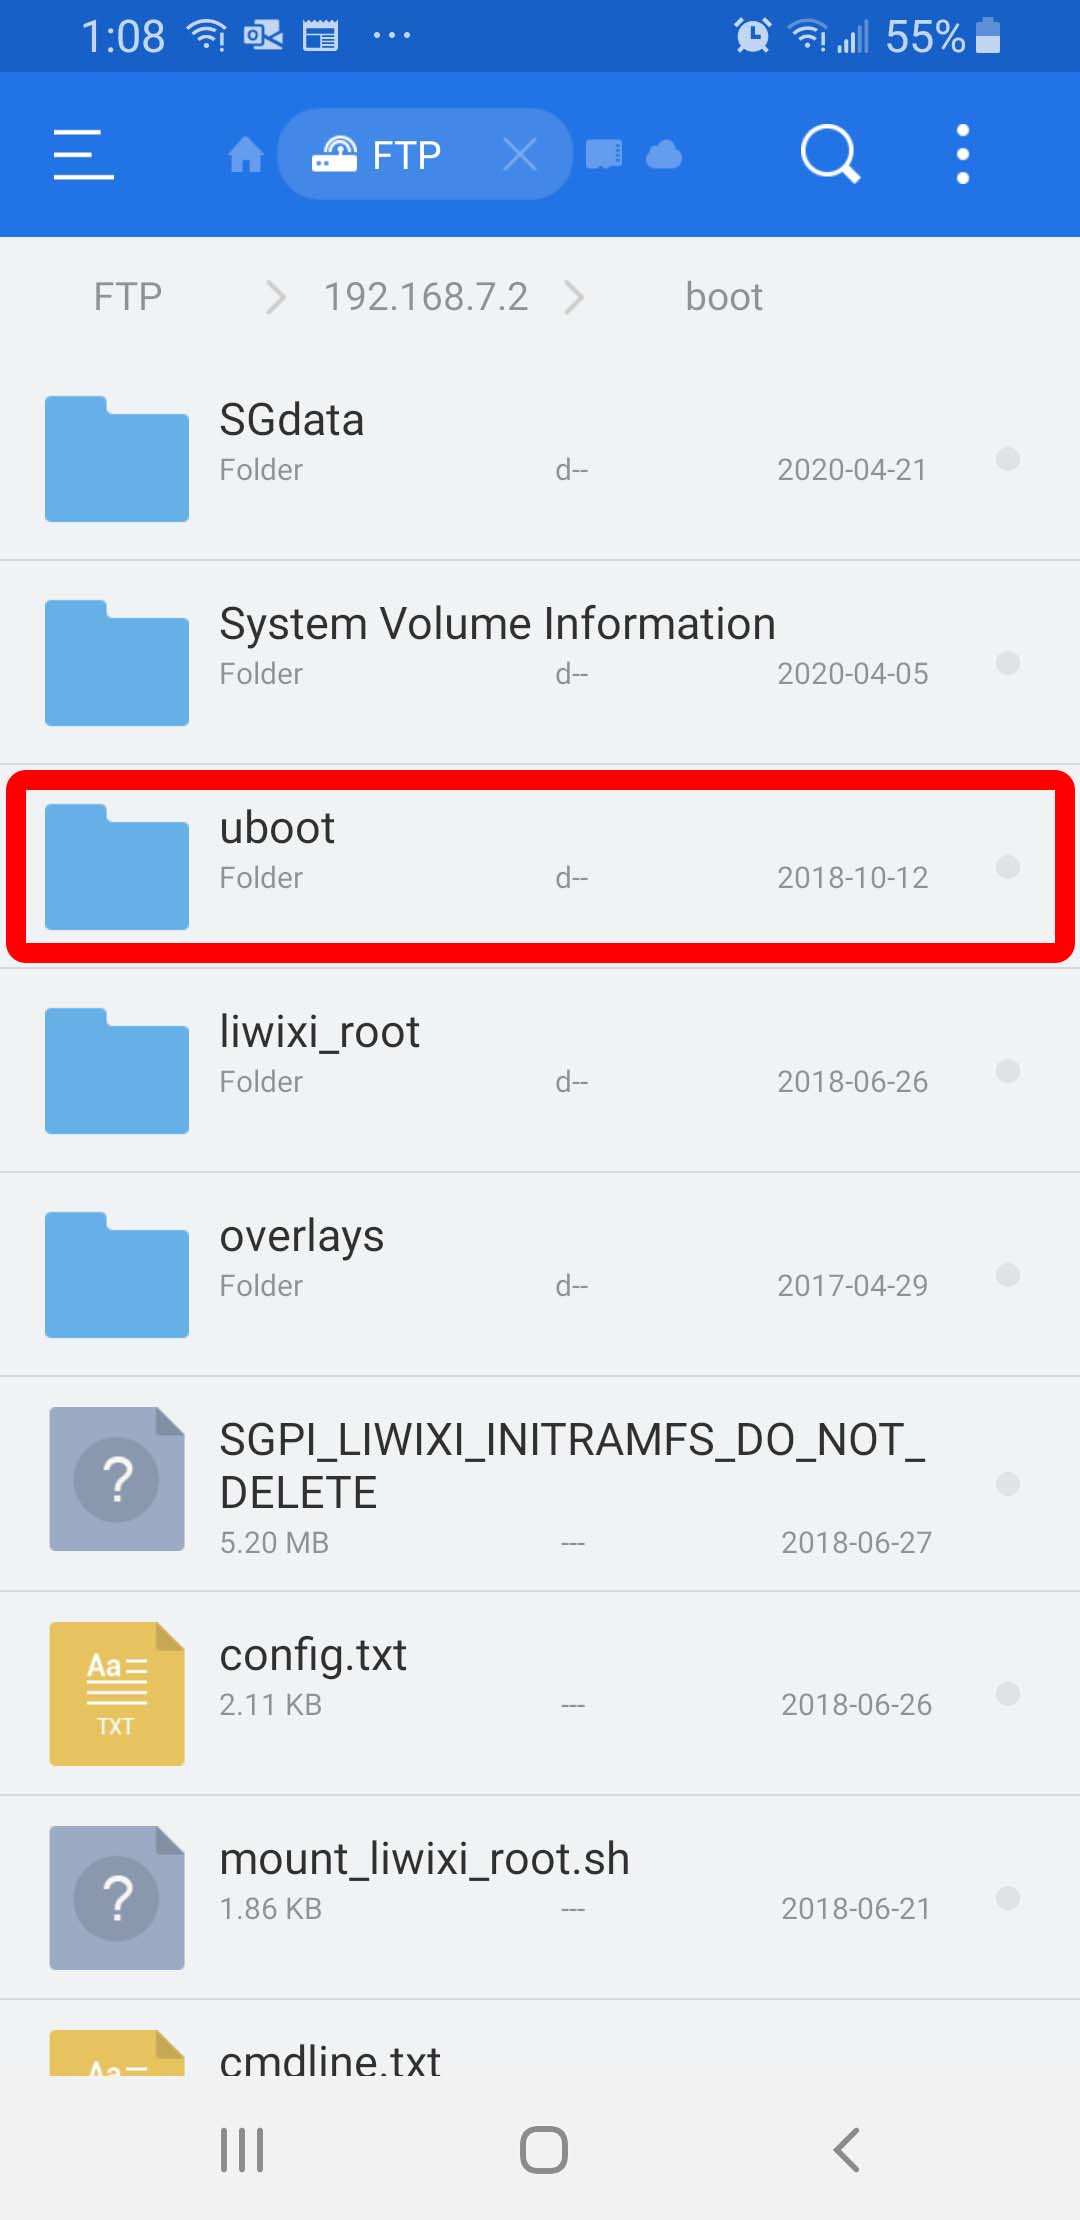 1:08 ... 55%
FTP
FTP 192.168.7.2 boot
SGdata
Folder d-- 2020-04-21
System Volume Information
Folder d-- 2020-04-05
uboot
Folder d-- 2018-10-12
liwixi_root
Folder d-- 2018-06-26
overlays
Folder d-- 2017-04-29
SGPI_LIWIXI_INITRAMFS_DO_NOT_
DELETE
5.20 MB --- 2018-06-27
config.txt
Aa
TXT
2.11 KB --- 2018-06-26
mount_liwixi_root.sh
?
1.86 KB --- 2018-06-21
cmdline.txt
Aa